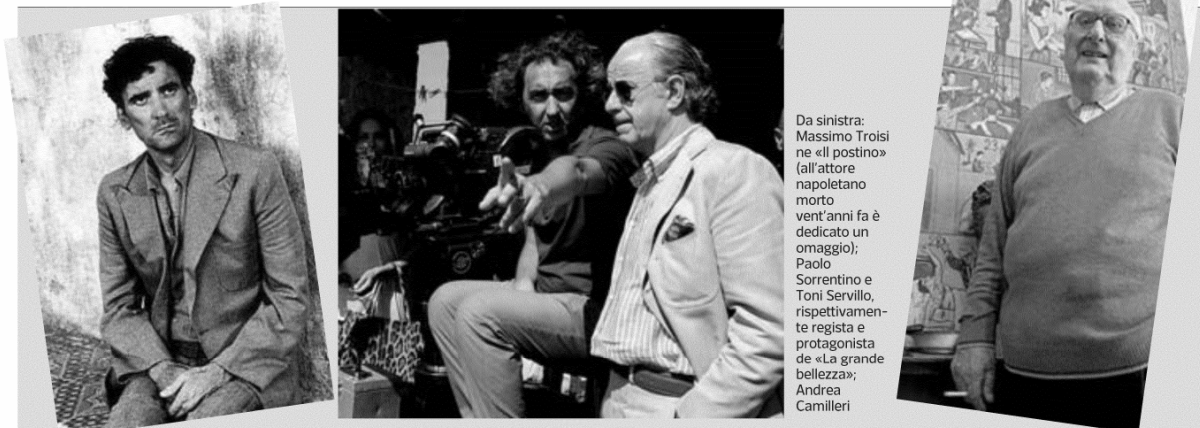 Da sinistra:
Massimo Troisi
ne «Il postino»
(all'attore
napoletano
morto
vent'anni fa è
dedicato un
omaggio);
Paolo
Sorrentino e
Toni Servillo,
rispettivamen-
te regista e
protagonista
de «La grande
bellezza»;
Andrea
Camilleri